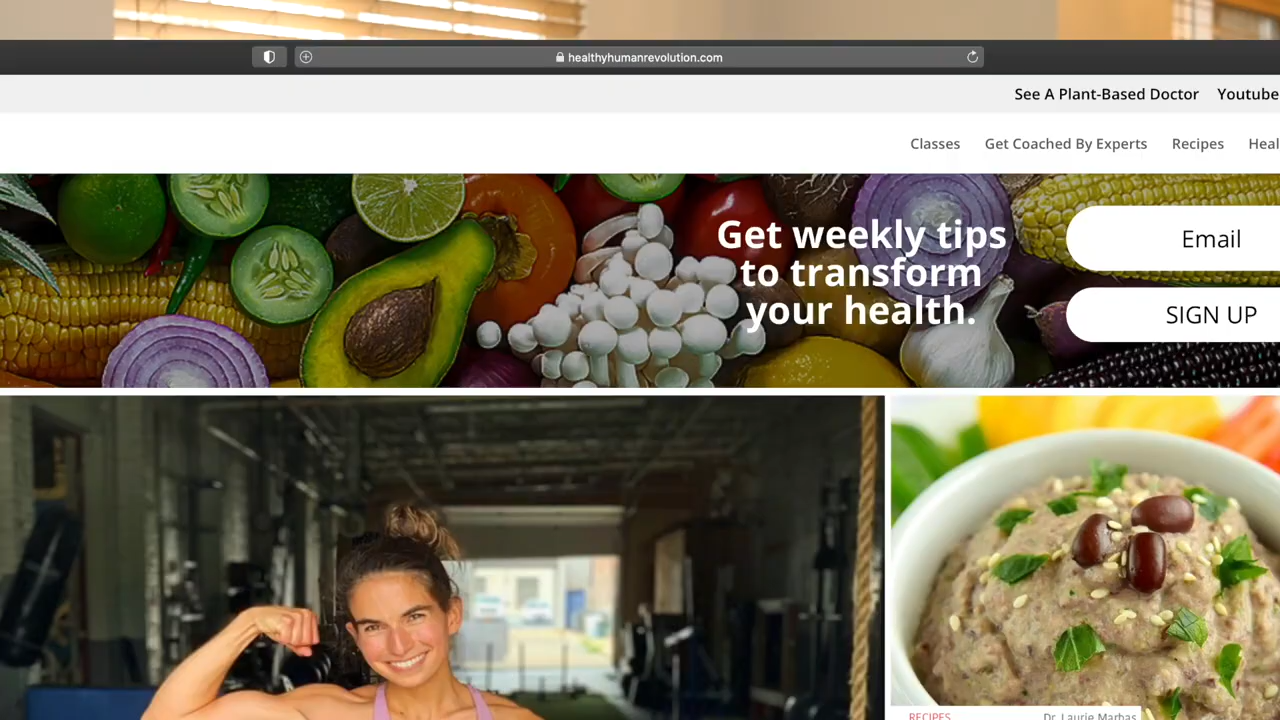 healthyhumanrevolution.com
See A Plant-Based Doctor Youtube
Classes Get Coached By Experts Recipes Heal
Get weekly tips
to transform
your health.
Email
SIGN UP
RECIPES Dr. Laurie Marbas